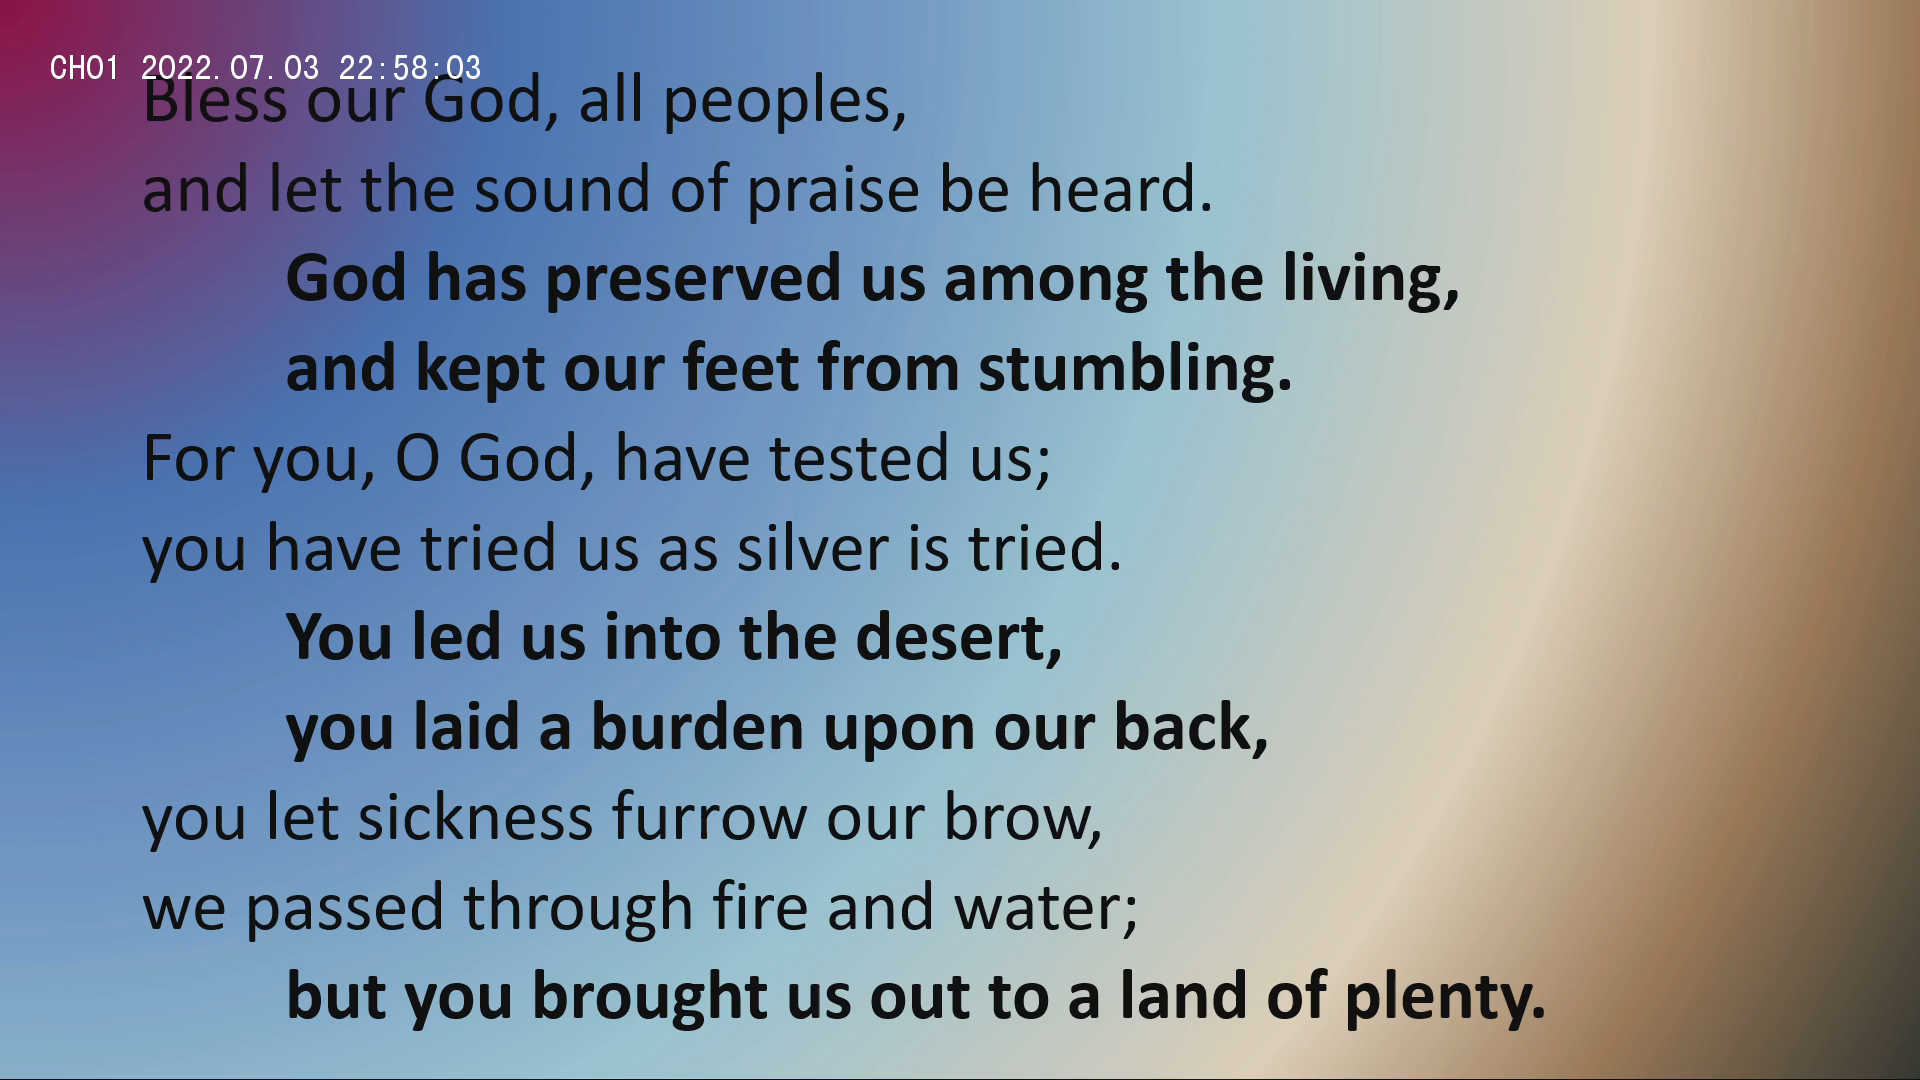 CH01 2022.07.03 22:58:03
Bless our God, all peoples,
and let the sound of praise be heard.
God has preserved us among the living,
and kept our feet from stumbling.
For you, O God, have tested us;
you have tried us as silver is tried.
You led us into the desert,
you laid a burden upon our back,
you let sickness furrow our brow,
we passed through fire and water;
but you brought us out to a land of plenty.